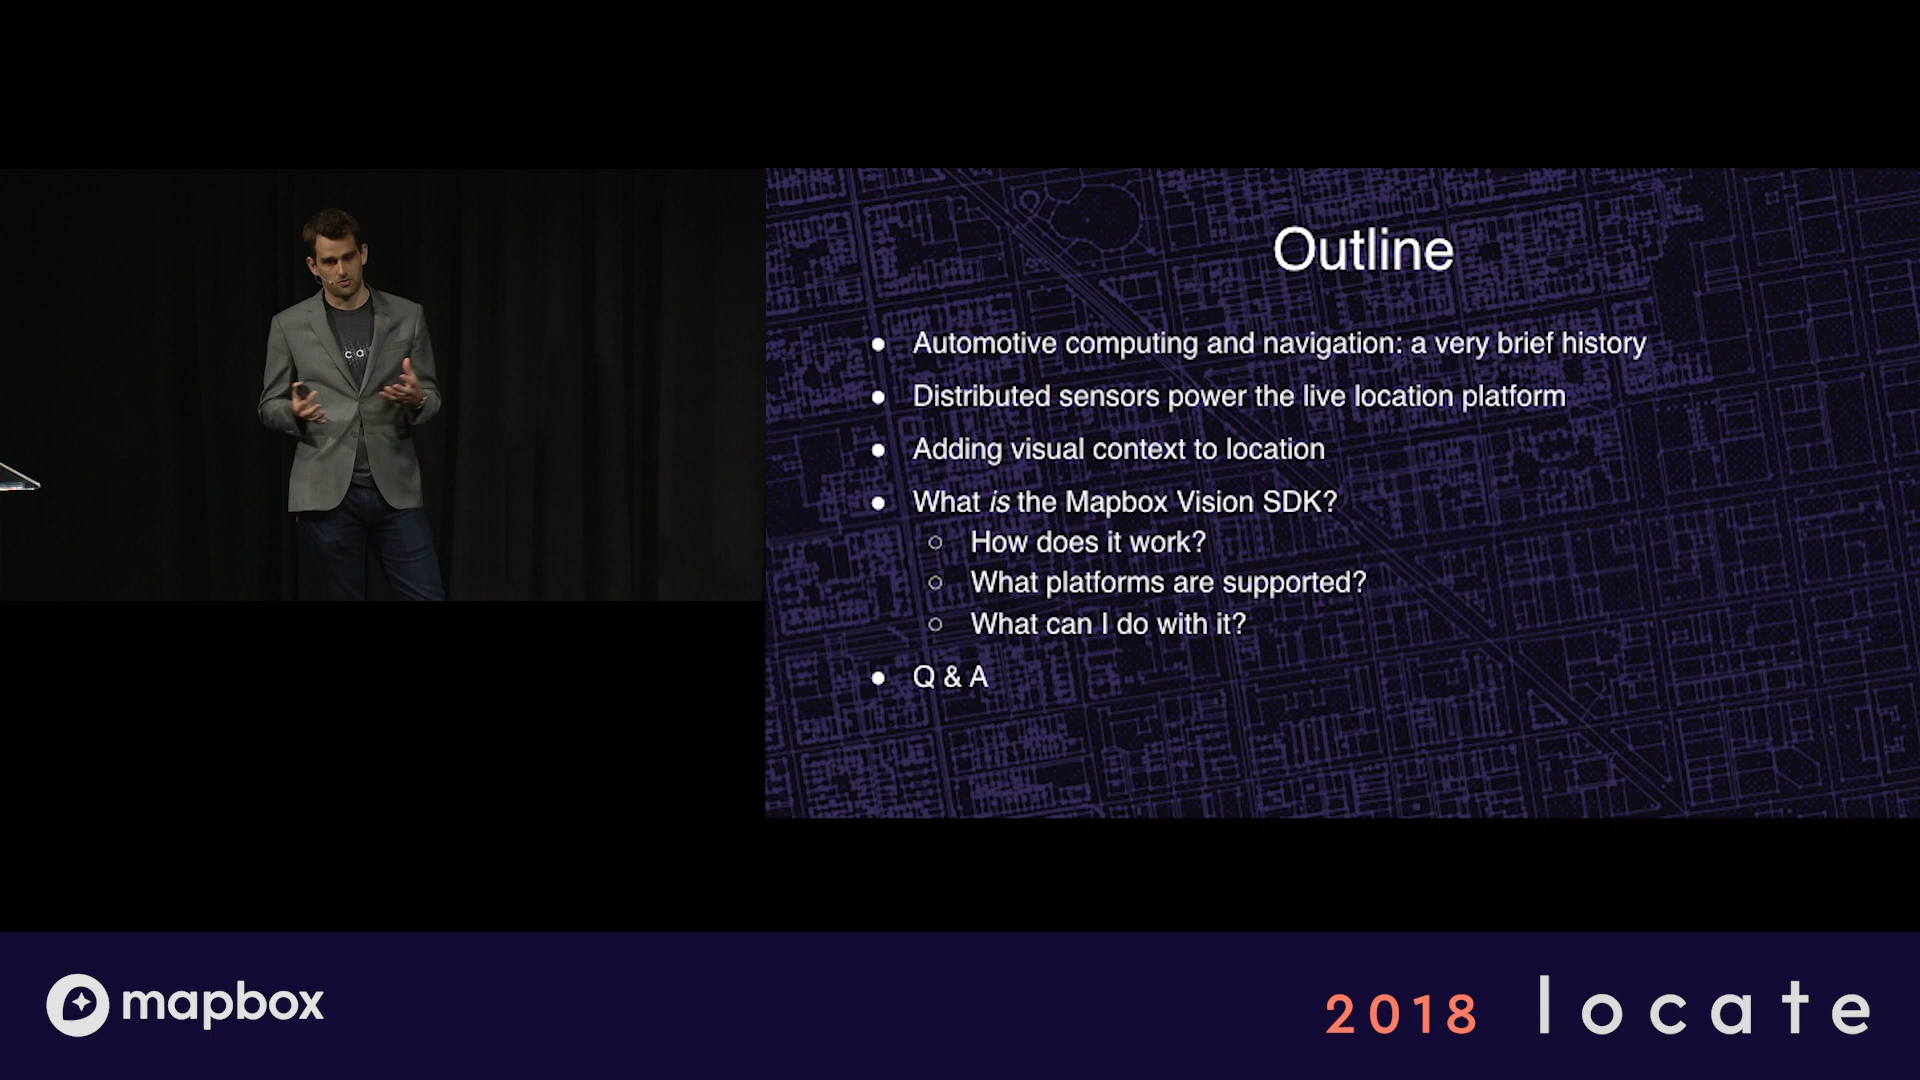 Outline
● Automotive computing and navigation: a very brief history
● Distributed sensors power the live location platform
● Adding visual context to location
● What is the Mapbox Vision SDK?
○ How does it work?
○ What platforms are supported?
○ What can I do with it?
● Q & A
mapbox
2018 locate